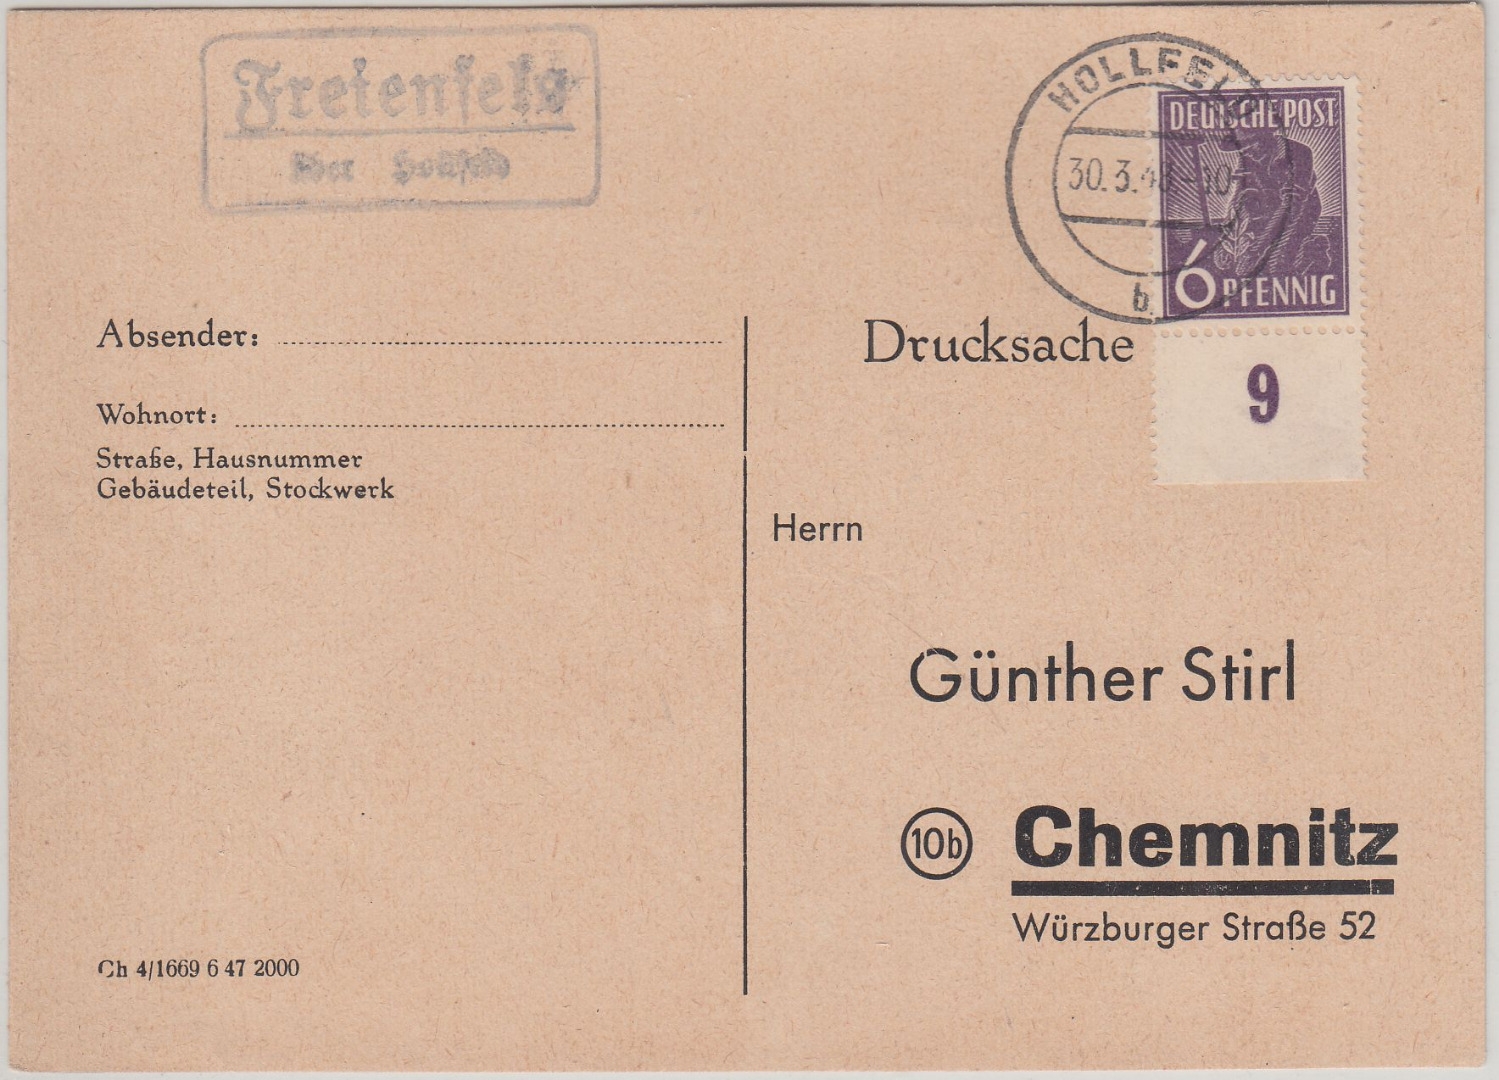 Freienfels
über Hollfeld
HOLLFELD
30.3.48-10
b
DEUTSCHE POST
6 PFENNIG
9
Absender:
Wohnort:
Straße, Hausnummer
Gebäudeteil, Stockwerk
Drucksache
Herrn
Günther Stirl
10b Chemnitz
Würzburger Straße 52
Ch 4/1669 6 47 2000